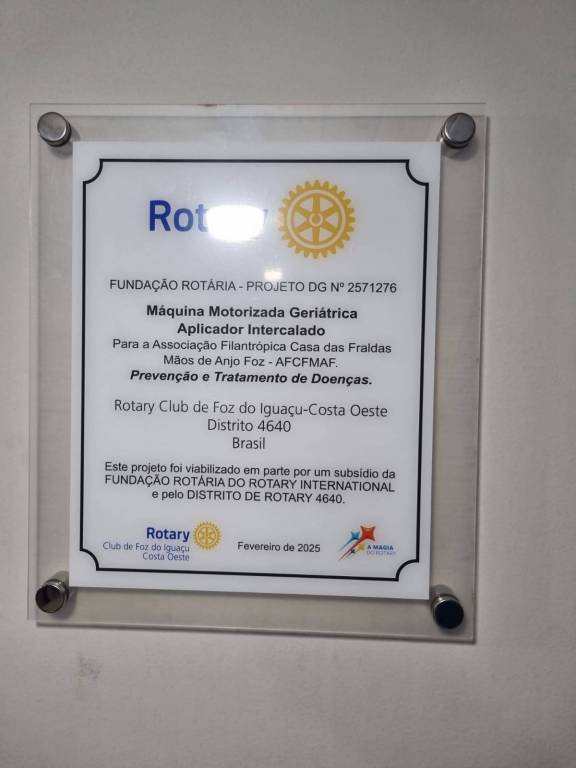 Rotary
FUNDAÇÃO ROTÁRIA - PROJETO DG Nº 2571276
Máquina Motorizada Geriátrica
Aplicador Intercalado
Para a Associação Filantrópica Casa das Fraldas
Mãos de Anjo Foz - AFCFMAF.
Prevenção e Tratamento de Doenças.
Rotary Club de Foz do Iguaçu-Costa Oeste
Distrito 4640
Brasil
Este projeto foi viabilizado em parte por um subsídio da
FUNDAÇÃO ROTÁRIA DO ROTARY INTERNATIONAL
e pelo DISTRITO DE ROTARY 4640.
Rotary
Club de Foz do Iguaçu
Costa Oeste
Fevereiro de 2025
A MAGIA
DO ROTARY